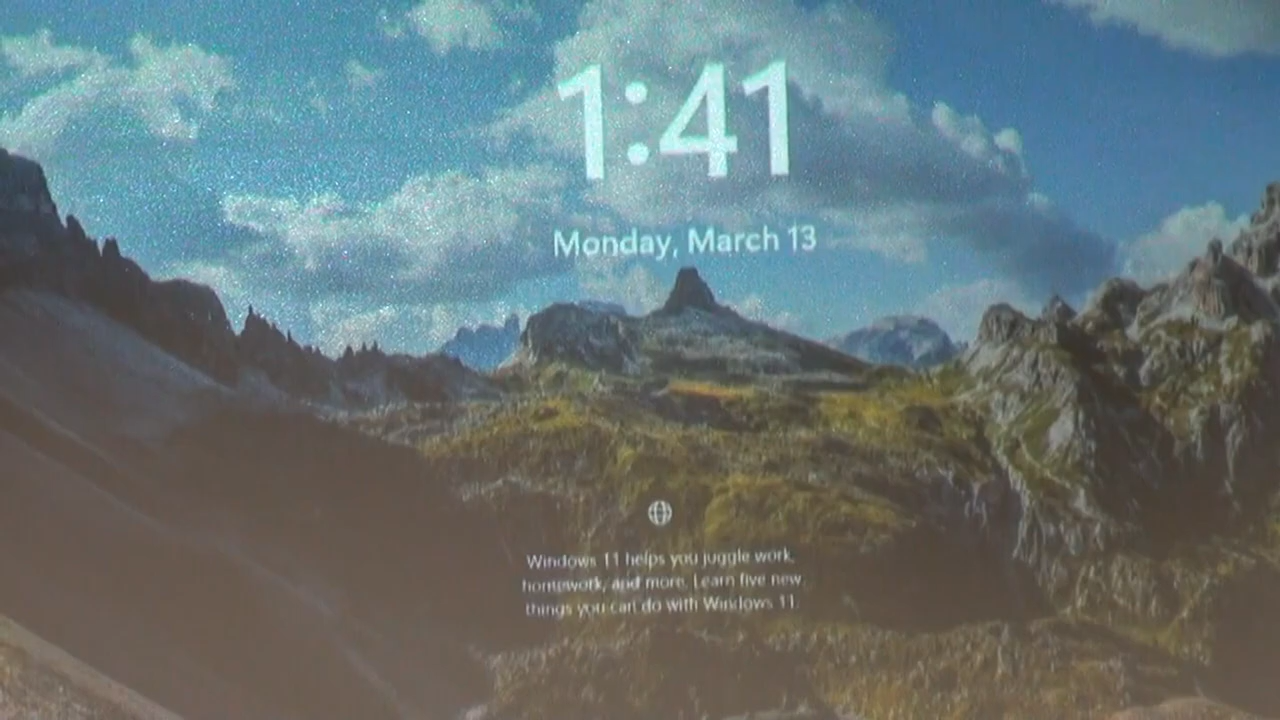 1:41
Monday, March 13
Windows 11 helps you juggle work,
homework, and more. Learn five new
things you can do with Windows 11.